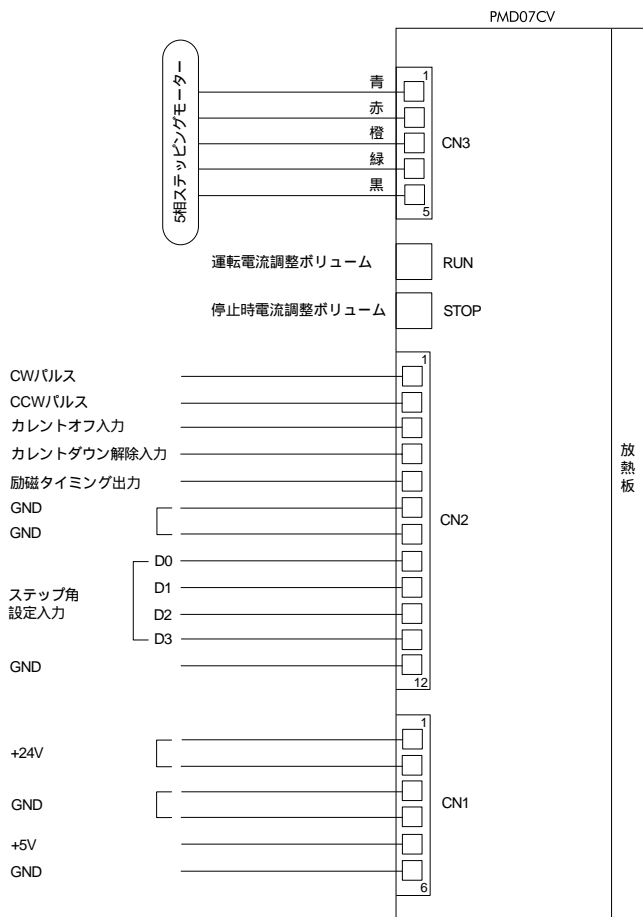 PMD07CV
5相ステッピングモーター
青
赤
橙
緑
黒
1
5
CN3
運転電流調整ボリューム
RUN
停止時電流調整ボリューム
STOP
1
CWパルス
CCWパルス
カレントオフ入力
カレントダウン解除入力
励磁タイミング出力
GND
GND
CN2
ステップ角
設定入力
D0
D1
D2
D3
GND
12
放熱板
1
+24V
GND
CN1
+5V
GND
6